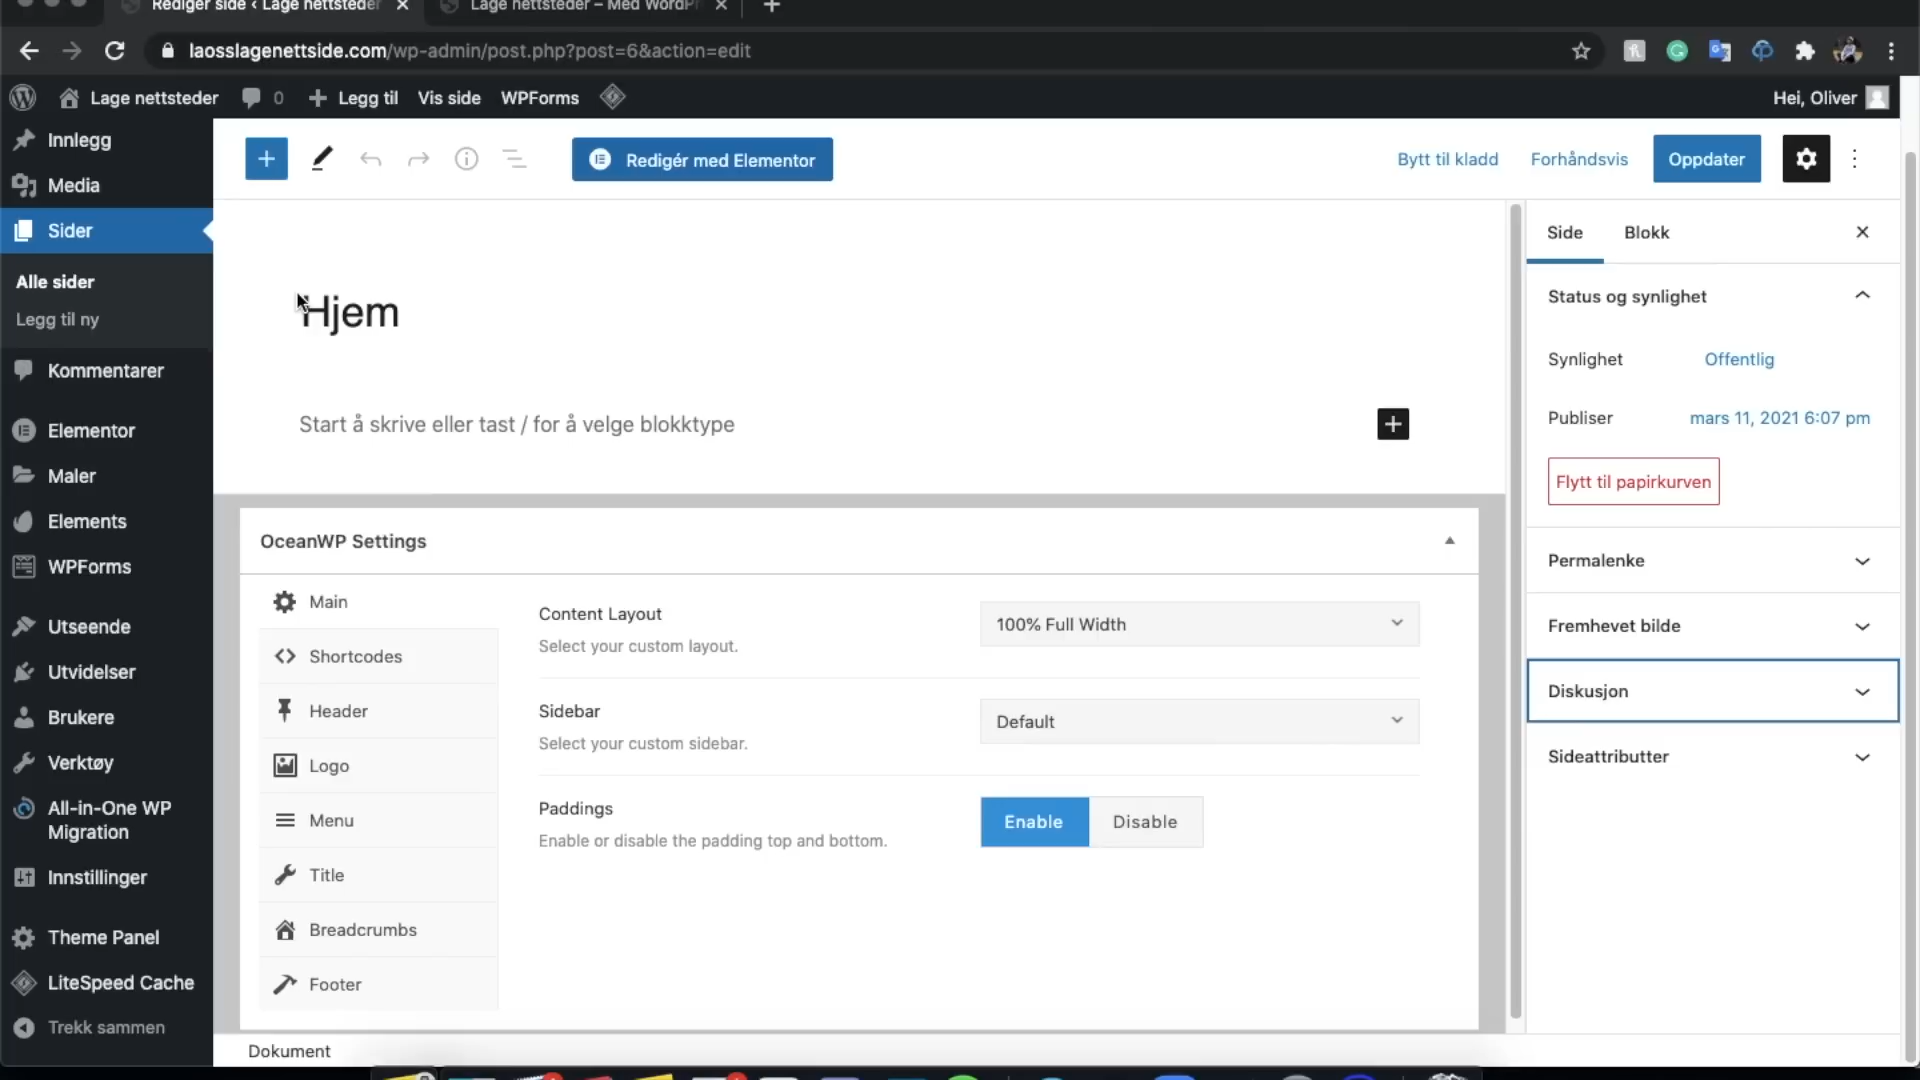 Rediger side ‹ Lage nettsteder
Lage nettsteder – Med WordPr
laosslagenettside.com/wp-admin/post.php?post=6&action=edit
Lage nettsteder
0
Legg til
Vis side
WPForms
Hei, Oliver
Innlegg
Media
Sider
Alle sider
Legg til ny
Kommentarer
Elementor
Maler
Elements
WPForms
Utseende
Utvidelser
Brukere
Verktøy
All-in-One WP
Migration
Innstillinger
Theme Panel
LiteSpeed Cache
Trekk sammen
Redigér med Elementor
Bytt til kladd
Forhåndsvis
Oppdater
Hjem
Start å skrive eller tast / for å velge blokktype
OceanWP Settings
Main
Shortcodes
Header
Logo
Menu
Title
Breadcrumbs
Footer
Content Layout
Select your custom layout.
100% Full Width
Sidebar
Select your custom sidebar.
Default
Paddings
Enable or disable the padding top and bottom.
Enable
Disable
Dokument
Side
Blokk
Status og synlighet
Synlighet
Offentlig
Publiser
mars 11, 2021 6:07 pm
Flytt til papirkurven
Permalenke
Fremhevet bilde
Diskusjon
Sideattributter